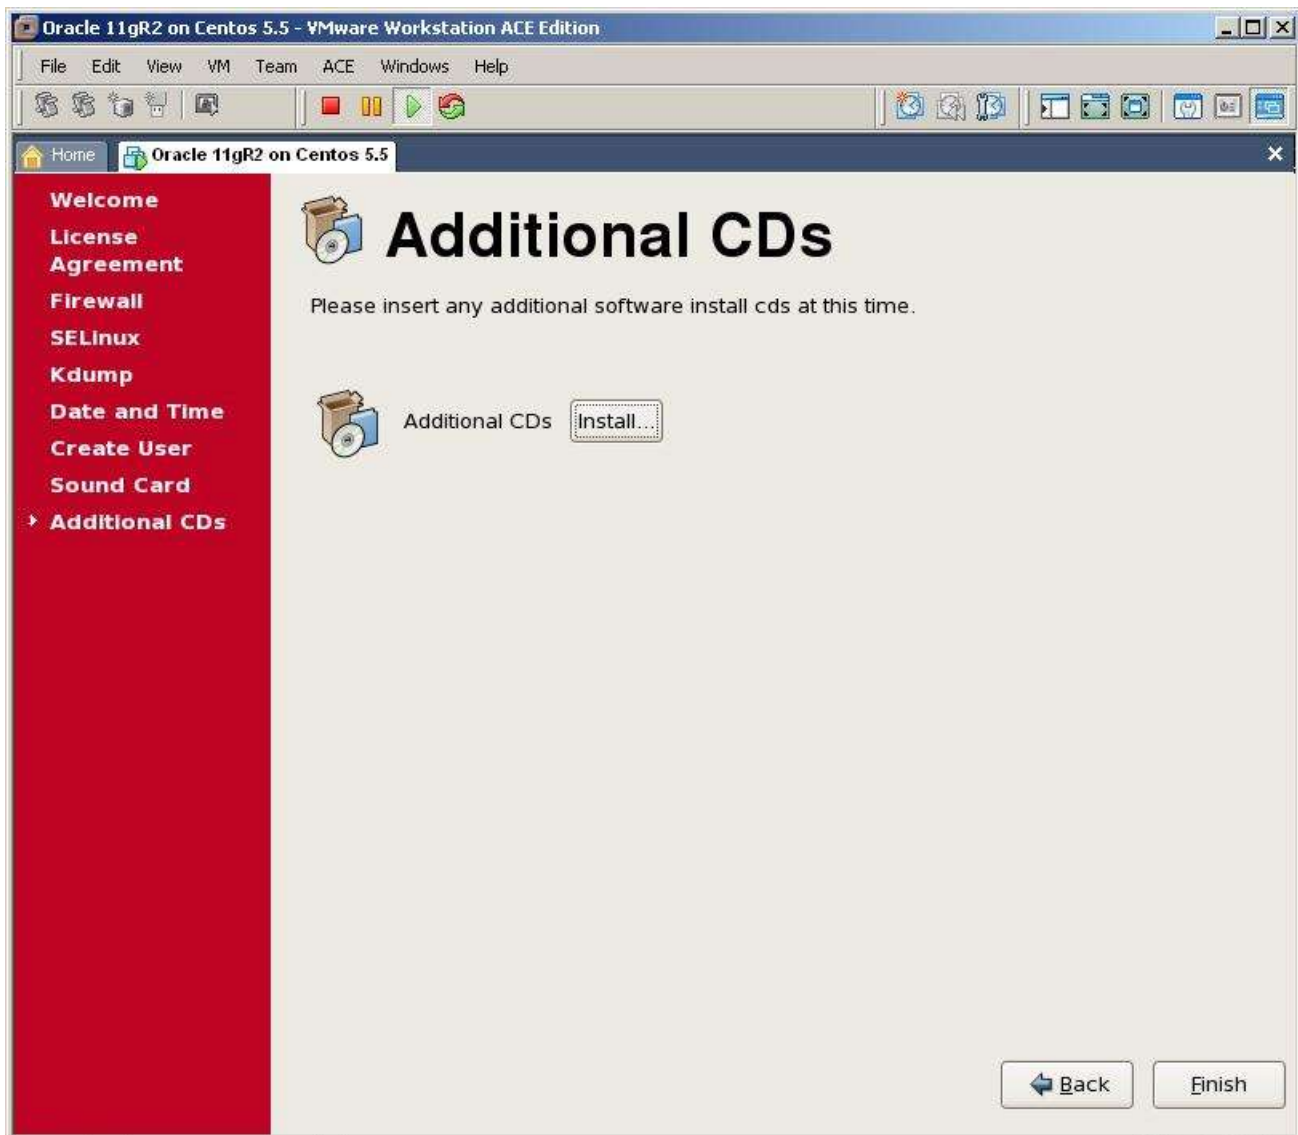 Oracle 11gR2 on Centos 5.5 - VMware Workstation ACE Edition
File Edit View VM Team ACE Windows Help
Home Oracle 11gR2 on Centos 5.5
Welcome
License
Agreement
Firewall
SELinux
Kdump
Date and Time
Create User
Sound Card
Additional CDs
Additional CDs
Please insert any additional software install cds at this time.
Additional CDs Install...
Back Finish